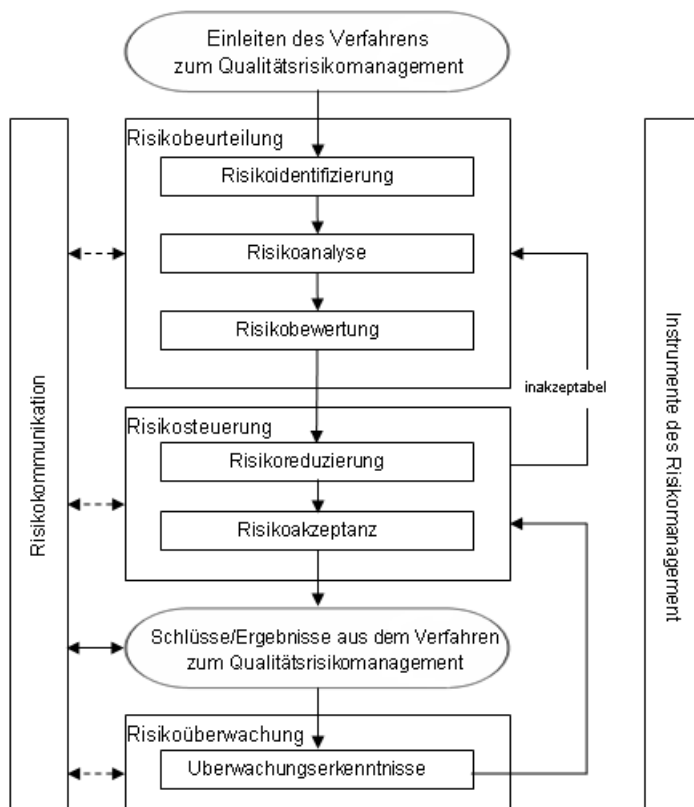 Einleiten des Verfahrens
zum Qualitätsrisikomanagement
Risikobeurteilung
Risikoidentifizierung
Risikoanalyse
Risikobewertung
inakzeptabel
Risikokommunikation
Instrumente des Risikomanagement
Risikosteuerung
Risikoreduzierung
Risikoakzeptanz
Schlüsse/Ergebnisse aus dem Verfahren
zum Qualitätsrisikomanagement
Risikoüberwachung
Uberwachungserkenntnisse